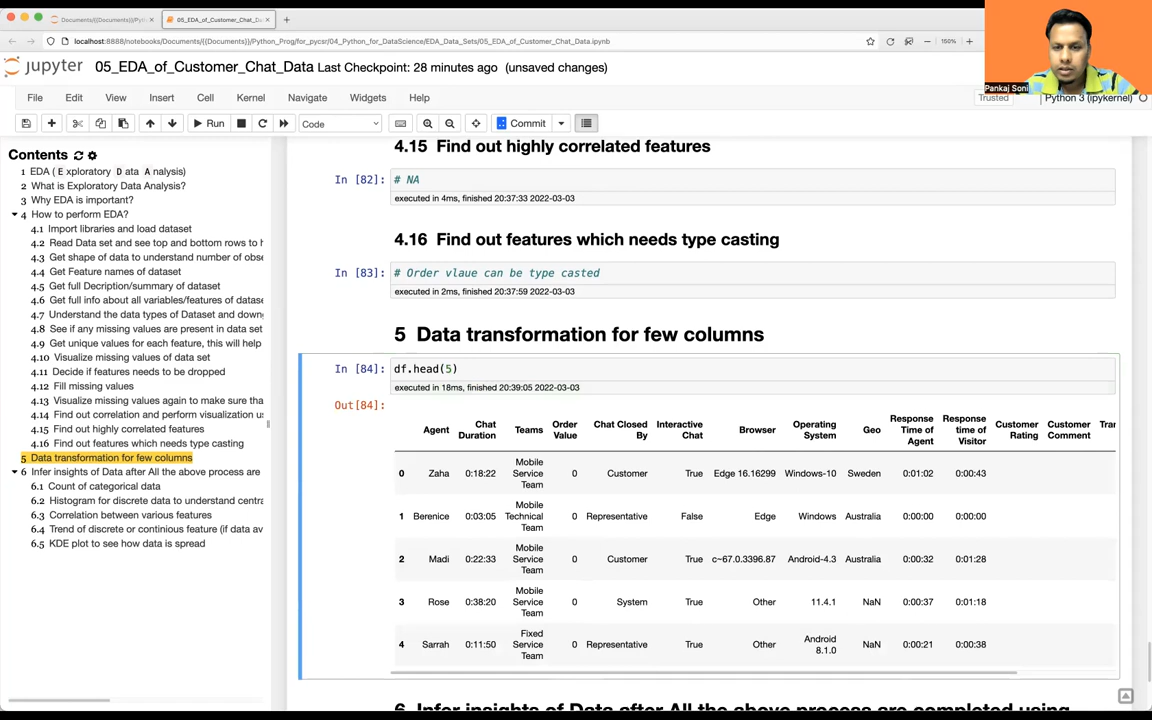 Documents/{{Documents}}/Pyth
05_EDA_of_Customer_Chat_Da
localhost:8888/notebooks/Documents/{{Documents}}/Python_Prog/for_pycsr/04_Python_for_DataScience/EDA_Data_Sets/05_EDA_of_Customer_Chat_Data.ipynb
150%
Pankaj Soni
jupyter 05_EDA_of_Customer_Chat_Data Last Checkpoint: 28 minutes ago (unsaved changes)
File Edit View Insert Cell Kernel Navigate Widgets Help
Trusted Python 3 (ipykernel)
Run Code Commit
Contents
1 EDA ( E xploratory D ata A nalysis)
2 What is Exploratory Data Analysis?
3 Why EDA is important?
4 How to perform EDA?
4.1 Import libraries and load dataset
4.2 Read Data set and see top and bottom rows to h
4.3 Get shape of data to understand number of obse
4.4 Get Feature names of dataset
4.5 Get full Decription/summary of dataset
4.6 Get full info about all variables/features of datase
4.7 Understand the data types of Dataset and down
4.8 See if any missing values are present in data set
4.9 Get unique values for each feature, this will help
4.10 Visualize missing values of data set
4.11 Decide if features needs to be dropped
4.12 Fill missing values
4.13 Visualize missing values again to make sure tha
4.14 Find out correlation and perform visualization u
4.15 Find out highly correlated features
4.16 Find out features which needs type casting
5 Data transformation for few columns
6 Infer insights of Data after All the above process are
6.1 Count of categorical data
6.2 Histogram for discrete data to understand centra
6.3 Correlation between various features
6.4 Trend of discrete or continious feature (if data av
6.5 KDE plot to see how data is spread
4.15 Find out highly correlated features
In [82]: # NA
executed in 4ms, finished 20:37:33 2022-03-03
4.16 Find out features which needs type casting
In [83]: # Order vlaue can be type casted
executed in 2ms, finished 20:37:59 2022-03-03
5 Data transformation for few columns
In [84]: df.head(5)
executed in 18ms, finished 20:39:05 2022-03-03
Out[84]:
Agent Chat Duration Teams Order Value Chat Closed By Interactive Chat Browser Operating System Geo Response Time of Agent Response time of Visitor Customer Rating Customer Comment Tran
0 Zaha 0:18:22 Mobile Service Team 0 Customer True Edge 16.16299 Windows-10 Sweden 0:01:02 0:00:43
1 Berenice 0:03:05 Mobile Technical Team 0 Representative False Edge Windows Australia 0:00:00 0:00:00
2 Madi 0:22:33 Mobile Service Team 0 Customer True c~67.0.3396.87 Android-4.3 Australia 0:00:32 0:01:28
3 Rose 0:38:20 Mobile Service Team 0 System True Other 11.4.1 NaN 0:00:37 0:01:18
4 Sarrah 0:11:50 Fixed Service Team 0 Representative True Other Android 8.1.0 NaN 0:00:21 0:00:38
6 Infer insights of Data after All the above process are completed using